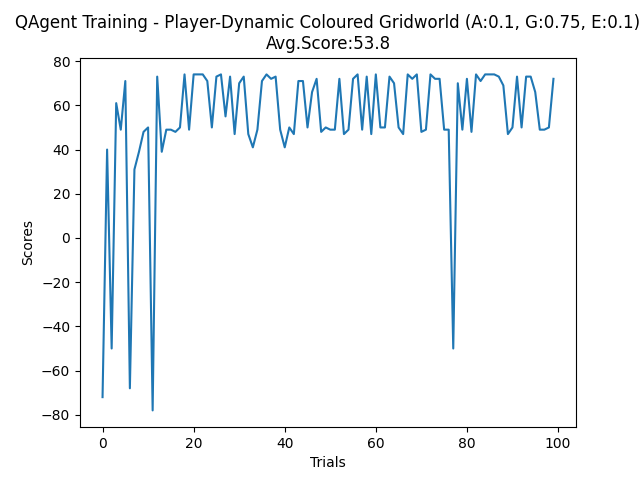 QAgent Training - Player-Dynamic Coloured Gridworld (A:0.1, G:0.75, E:0.1)
Avg.Score:53.8
80
60
40
20
0
−20
−40
−60
−80
Scores
0 20 40 60 80 100
Trials